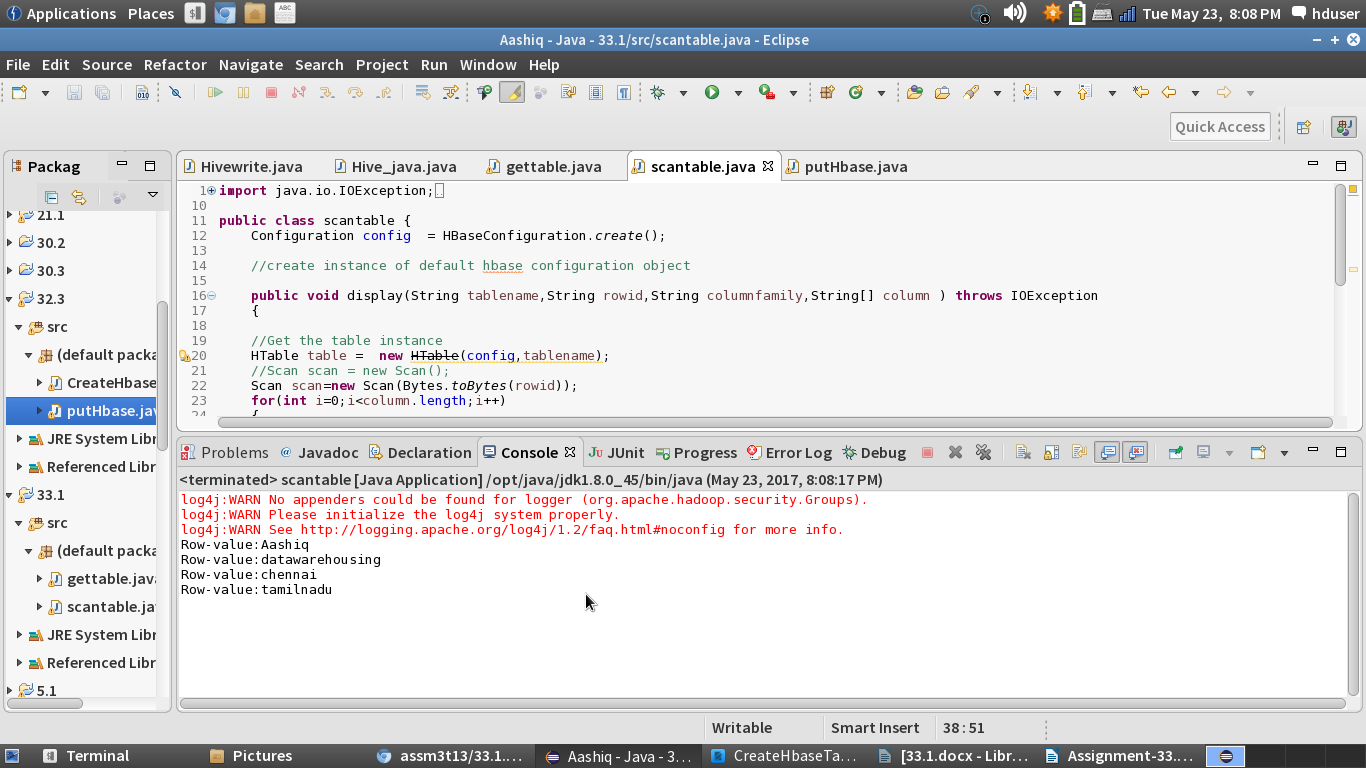 Applications Places Tue May 23, 8:08 PM hduser
Aashiq - Java - 33.1/src/scantable.java - Eclipse
File Edit Source Refactor Navigate Search Project Run Window Help
Quick Access
Packag
21.1
30.2
30.3
32.3
src
(default packa
CreateHbase
putHbase.jav
JRE System Libr
Referenced Libr
33.1
src
(default packa
gettable.java
scantable.ja
JRE System Libr
Referenced Libr
5.1
Hivewrite.java Hive_java.java gettable.java scantable.java putHbase.java
1 import java.io.IOException;
10
11 public class scantable {
12 Configuration config  = HBaseConfiguration.create();
13
14 //create instance of default hbase configuration object
15
16 public void display(String tablename,String rowid,String columnfamily,String[] column ) throws IOException
17 {
18
19 //Get the table instance
20 HTable table =  new HTable(config,tablename);
21 //Scan scan = new Scan();
22 Scan scan=new Scan(Bytes.toBytes(rowid));
23 for(int i=0;i<column.length;i++)
24 {
Problems @ Javadoc Declaration Console JUnit Progress Error Log Debug
<terminated> scantable [Java Application] /opt/java/jdk1.8.0_45/bin/java (May 23, 2017, 8:08:17 PM)
log4j:WARN No appenders could be found for logger (org.apache.hadoop.security.Groups).
log4j:WARN Please initialize the log4j system properly.
log4j:WARN See http://logging.apache.org/log4j/1.2/faq.html#noconfig for more info.
Row-value:Aashiq
Row-value:datawarehousing
Row-value:chennai
Row-value:tamilnadu
Writable Smart Insert 38 : 51
Terminal Pictures assm3t13/33.1.... Aashiq - Java - 3... CreateHbaseTa... [33.1.docx - Libr... Assignment-33....